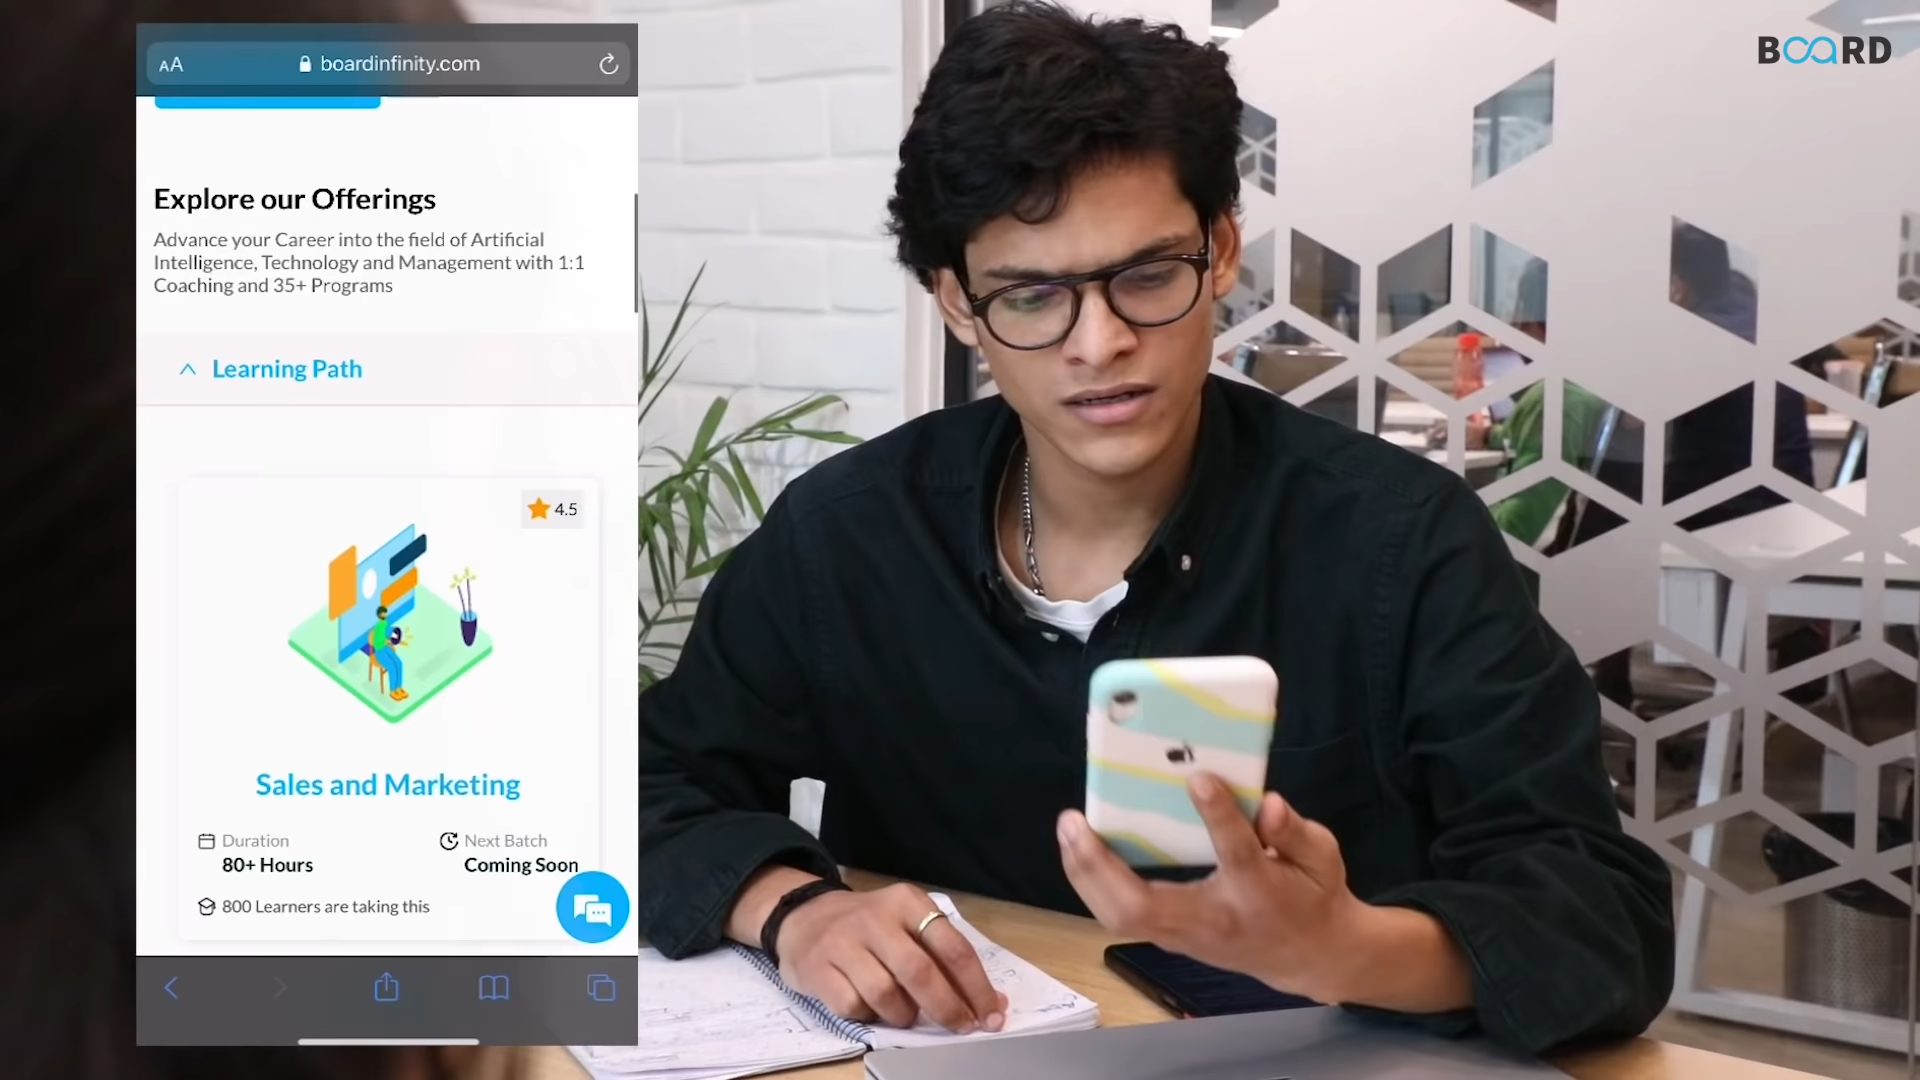 AA
boardinfinity.com
BOARD
Explore our Offerings
Advance your Career into the field of Artificial
Intelligence, Technology and Management with 1:1
Coaching and 35+ Programs
Learning Path
4.5
Sales and Marketing
Duration
Next Batch
80+ Hours
Coming Soon
800 Learners are taking this